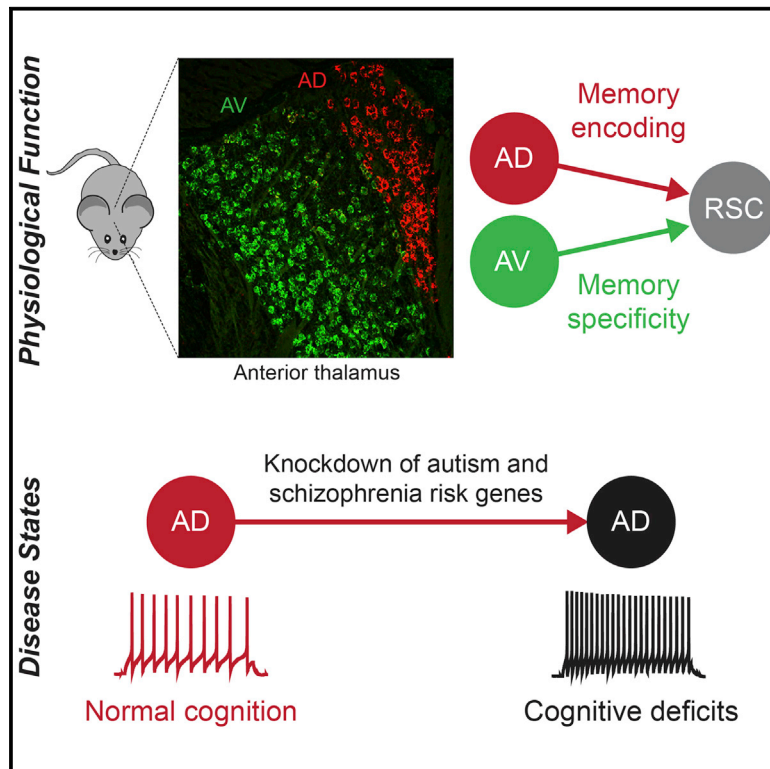 Physiological Function
AV
AD
Anterior thalamus
Memory
encoding
AD
RSC
AV
Memory
specificity
Disease States
Knockdown of autism and
schizophrenia risk genes
AD
AD
Normal cognition
Cognitive deficits